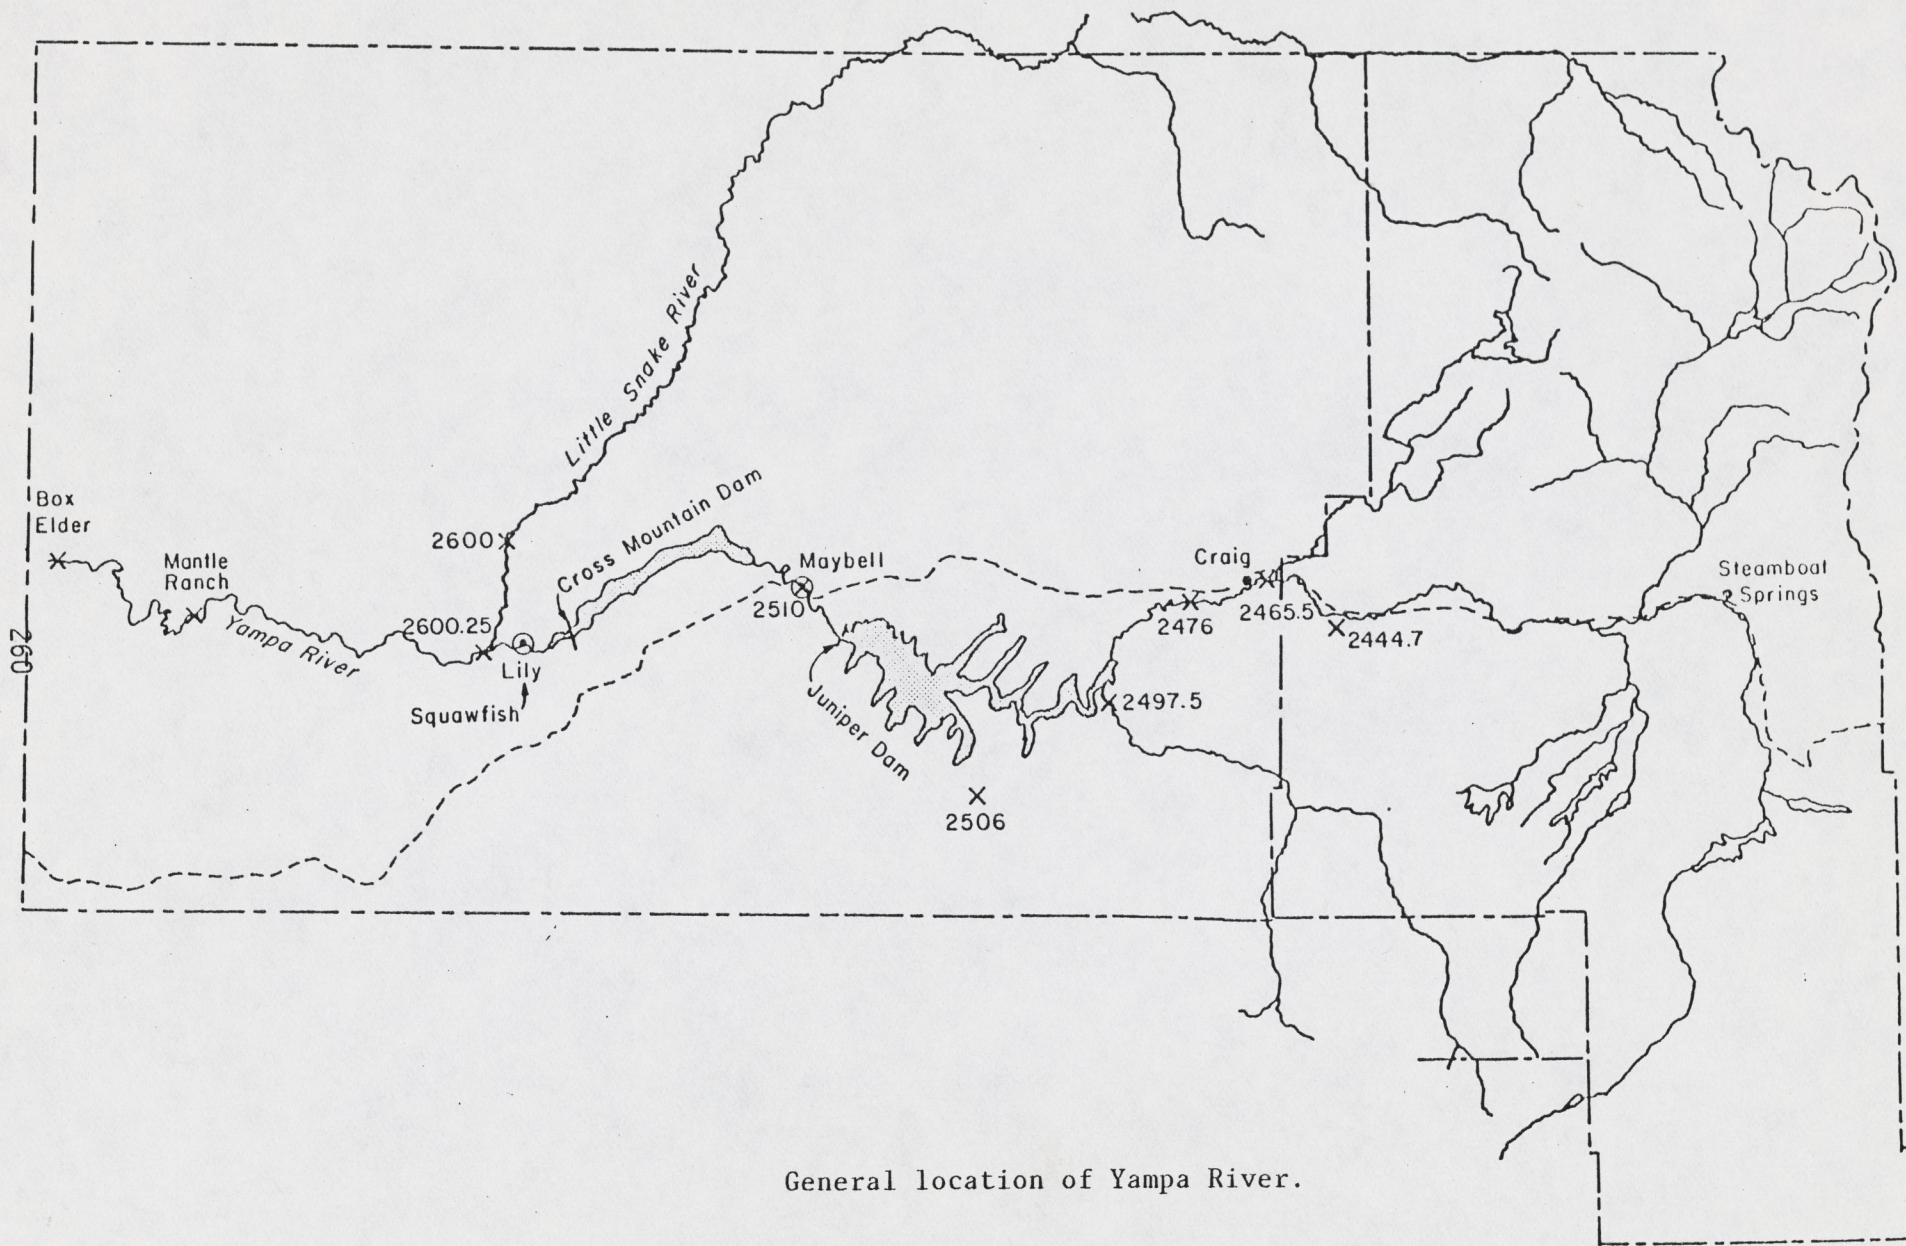 Little Snake River
Box
Elder
Mantle
Ranch
Yampa River
2600
2600.25
Lily
Squawfish
Cross Mountain Dam
Maybell
2510
Juniper Dam
2506
2497.5
Craig
2476
2465.5
2444.7
Steamboat
Springs
260
General location of Yampa River.